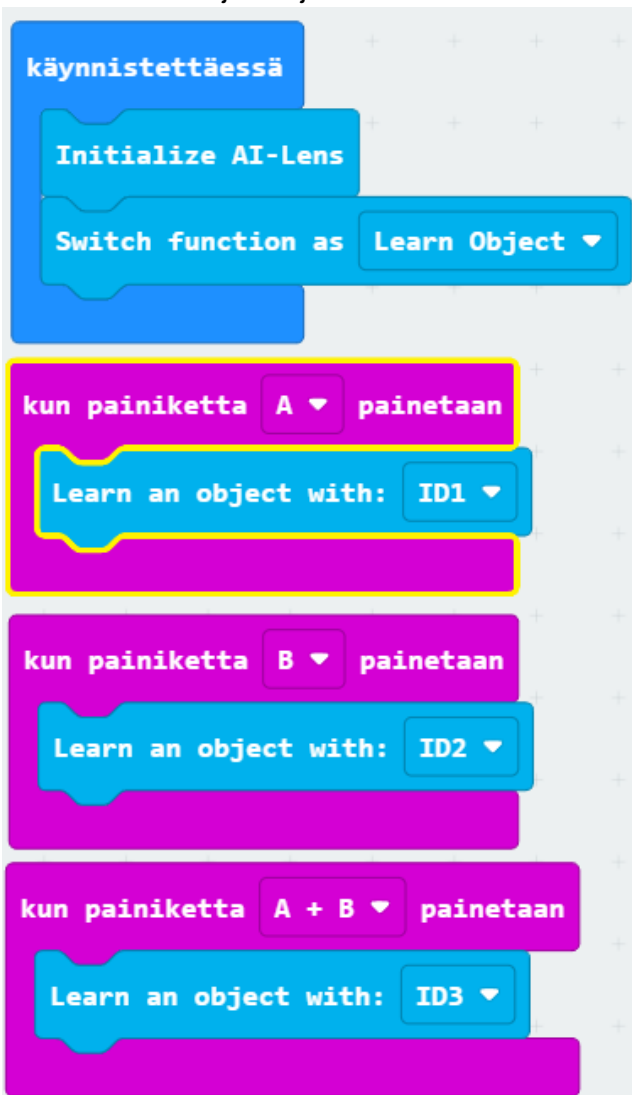 käynnistettäessä
Initialize AI-Lens
Switch function as Learn Object
kun painiketta A painetaan
Learn an object with: ID1
kun painiketta B painetaan
Learn an object with: ID2
kun painiketta A + B painetaan
Learn an object with: ID3